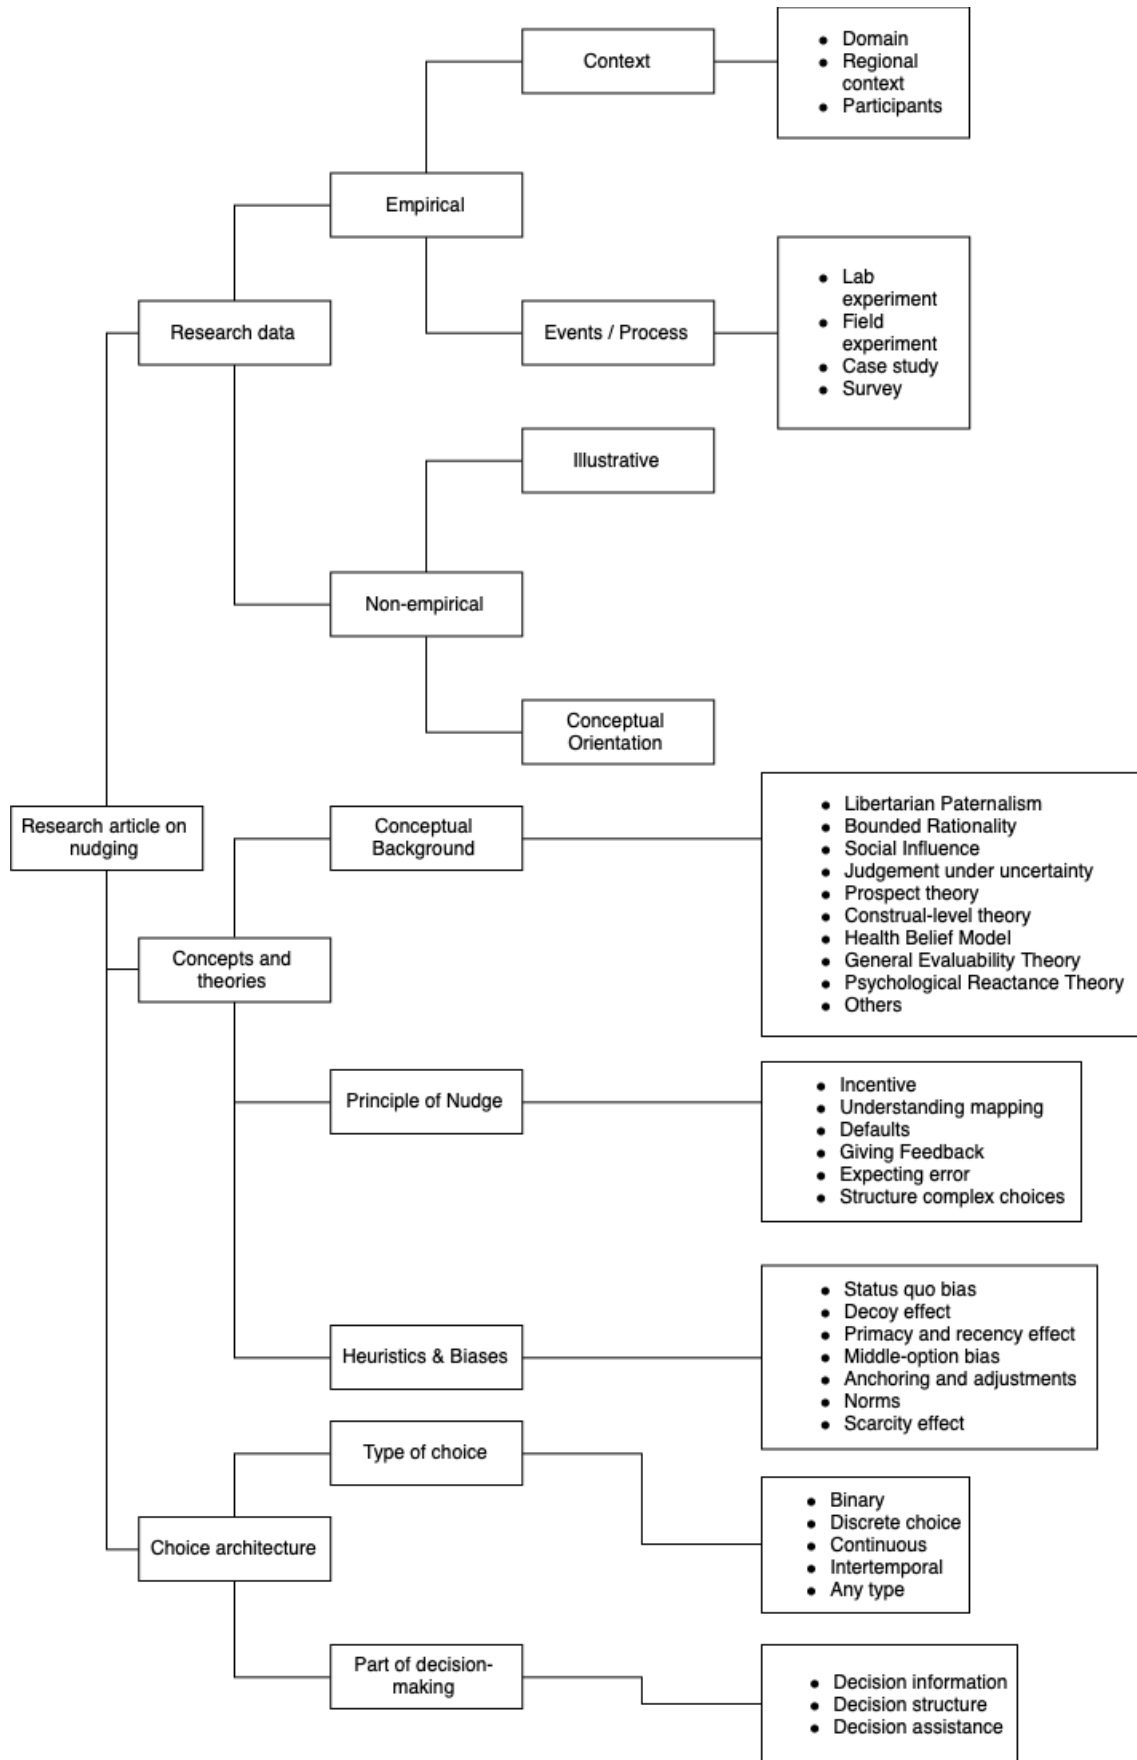 Context
● Domain
● Regional
context
● Participants
Empirical
Events / Process
● Lab
experiment
● Field
experiment
● Case study
● Survey
Research data
Illustrative
Non-empirical
Conceptual
Orientation
Research article on
nudging
Conceptual
Background
● Libertarian Paternalism
● Bounded Rationality
● Social Influence
● Judgement under uncertainty
● Prospect theory
● Construal-level theory
● Health Belief Model
● General Evaluability Theory
● Psychological Reactance Theory
● Others
Concepts and
theories
Principle of Nudge
● Incentive
● Understanding mapping
● Defaults
● Giving Feedback
● Expecting error
● Structure complex choices
Heuristics & Biases
● Status quo bias
● Decoy effect
● Primacy and recency effect
● Middle-option bias
● Anchoring and adjustments
● Norms
● Scarcity effect
Type of choice
● Binary
● Discrete choice
● Continuous
● Intertemporal
● Any type
Choice architecture
Part of decision-
making
● Decision information
● Decision structure
● Decision assistance